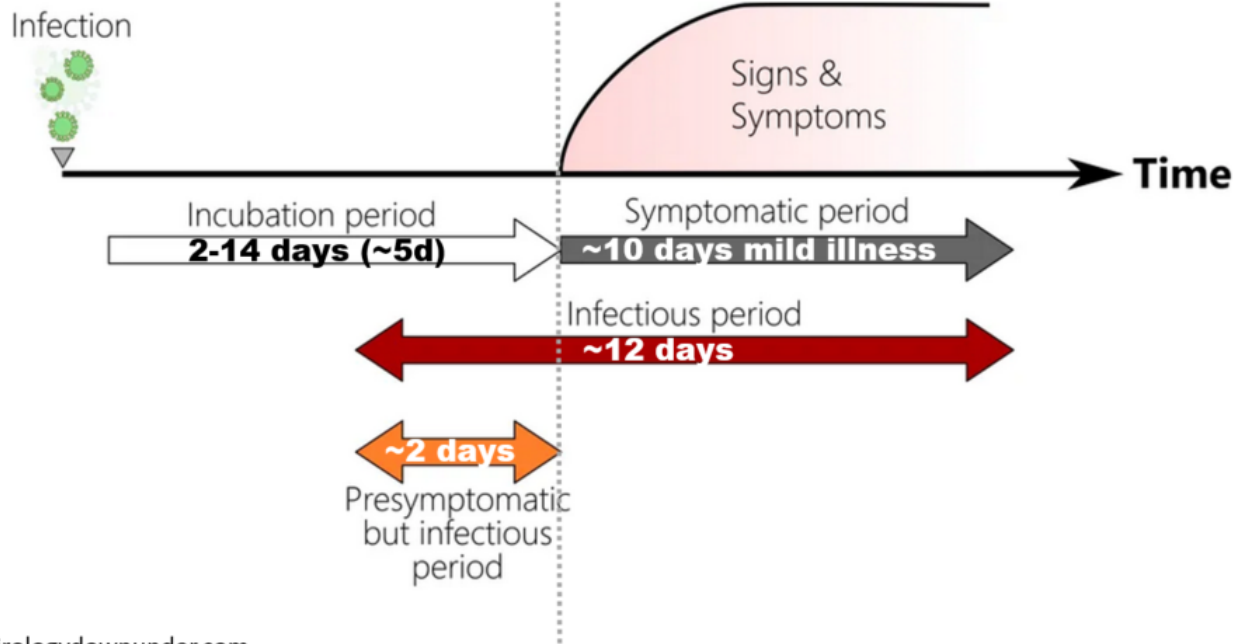 Infection
Signs &
Symptoms
Time
Incubation period
2-14 days (~5d)
Symptomatic period
~10 days mild illness
Infectious period
~12 days
~2 days
Presymptomatic
but infectious
period